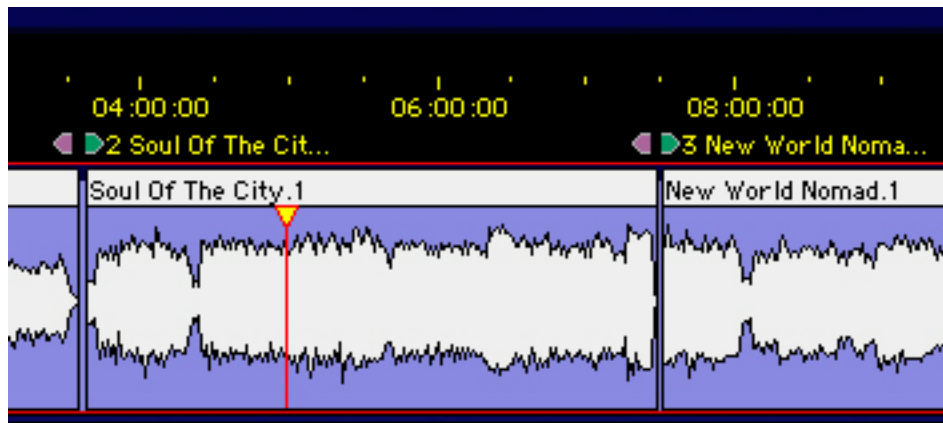 04:00:00 06:00:00 08:00:00
2 Soul Of The Cit... 3 New World Noma...
Soul Of The City.1 New World Nomad.1